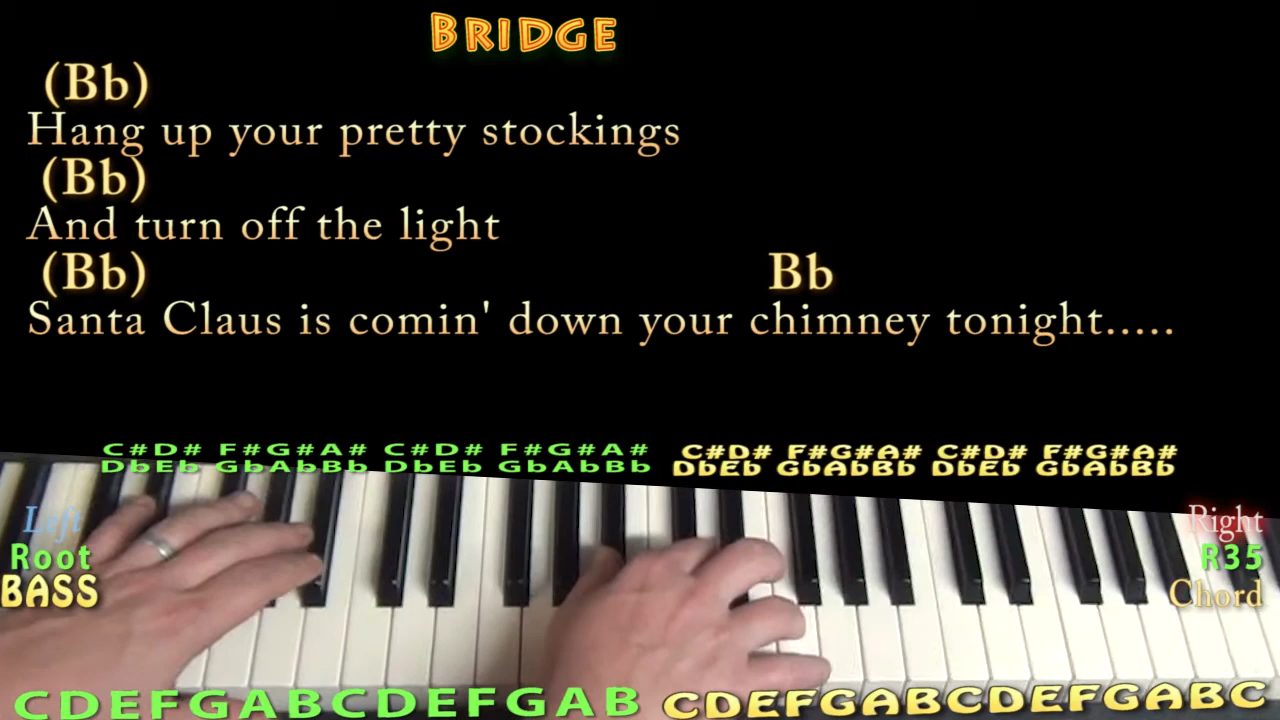 BRIDGE
(Bb)
Hang up your pretty stockings
(Bb)
And turn off the light
(Bb) Bb
Santa Claus is comin' down your chimney tonight.....
C#D# F#G#A# C#D# F#G#A# C#D# F#G#A# C#D# F#G#A#
DbEb GbAbBb DbEb GbAbBb DbEb GbAbBb DbEb GbAbBb
Left
Root
BASS
Right
R35
Chord
CDEFGABCDEFGAB CDEFGABCDEFGABC